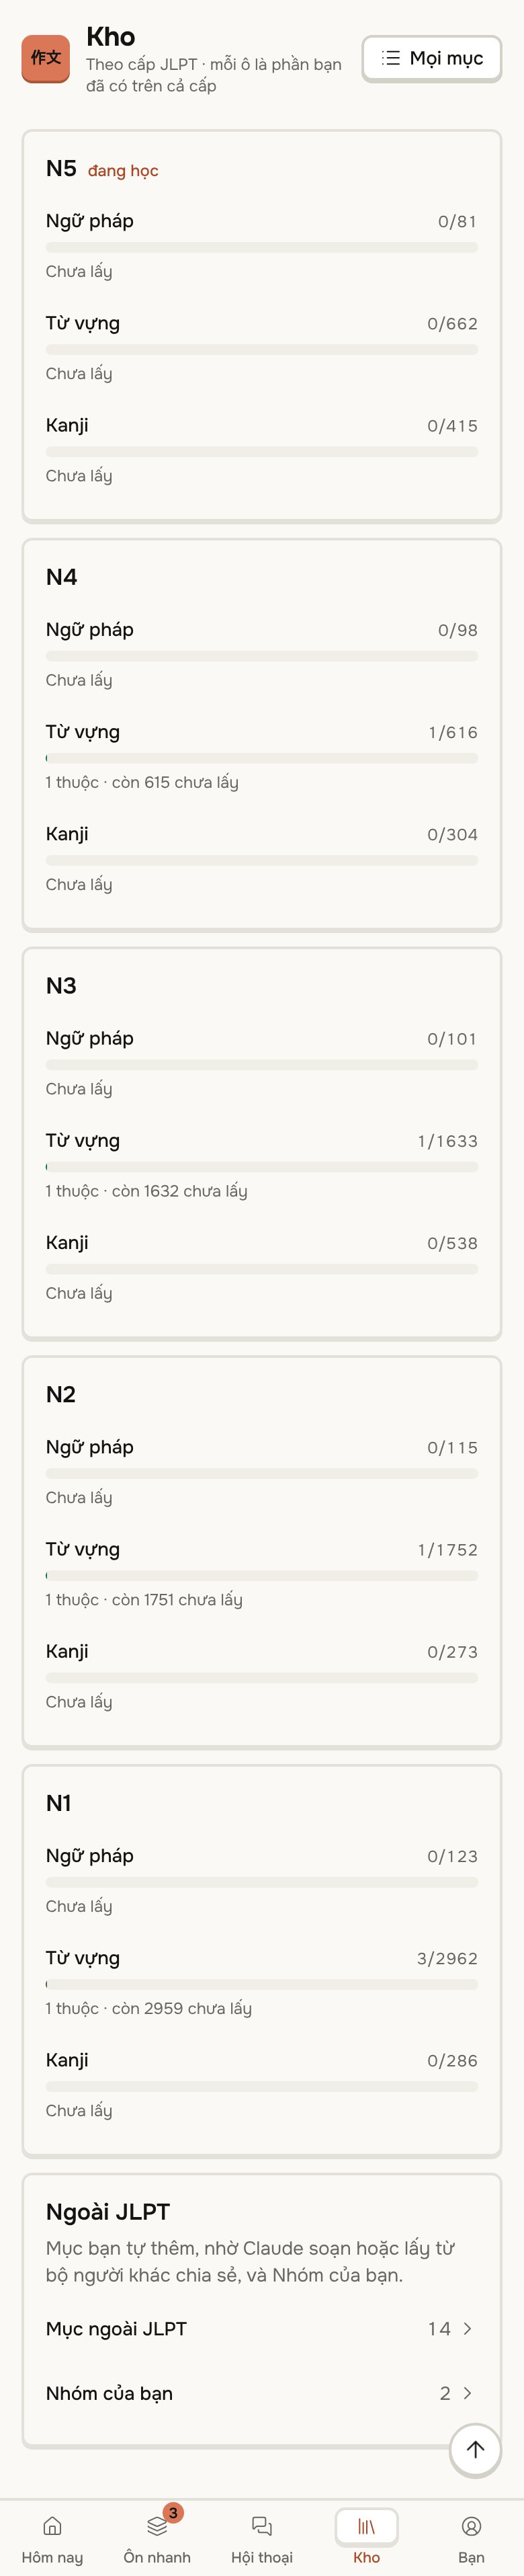 作文
Kho
Theo cấp JLPT · mỗi ô là phần bạn
đã có trên cả cấp
Mọi mục
N5 đang học
Ngữ pháp 0/81
Chưa lấy
Từ vựng 0/662
Chưa lấy
Kanji 0/415
Chưa lấy
N4
Ngữ pháp 0/98
Chưa lấy
Từ vựng 1/616
1 thuộc · còn 615 chưa lấy
Kanji 0/304
Chưa lấy
N3
Ngữ pháp 0/101
Chưa lấy
Từ vựng 1/1633
1 thuộc · còn 1632 chưa lấy
Kanji 0/538
Chưa lấy
N2
Ngữ pháp 0/115
Chưa lấy
Từ vựng 1/1752
1 thuộc · còn 1751 chưa lấy
Kanji 0/273
Chưa lấy
N1
Ngữ pháp 0/123
Chưa lấy
Từ vựng 3/2962
1 thuộc · còn 2959 chưa lấy
Kanji 0/286
Chưa lấy
Ngoài JLPT
Mục bạn tự thêm, nhờ Claude soạn hoặc lấy từ
bộ người khác chia sẻ, và Nhóm của bạn.
Mục ngoài JLPT 14
Nhóm của bạn 2
3
Hôm nay Ôn nhanh Hội thoại Kho Bạn